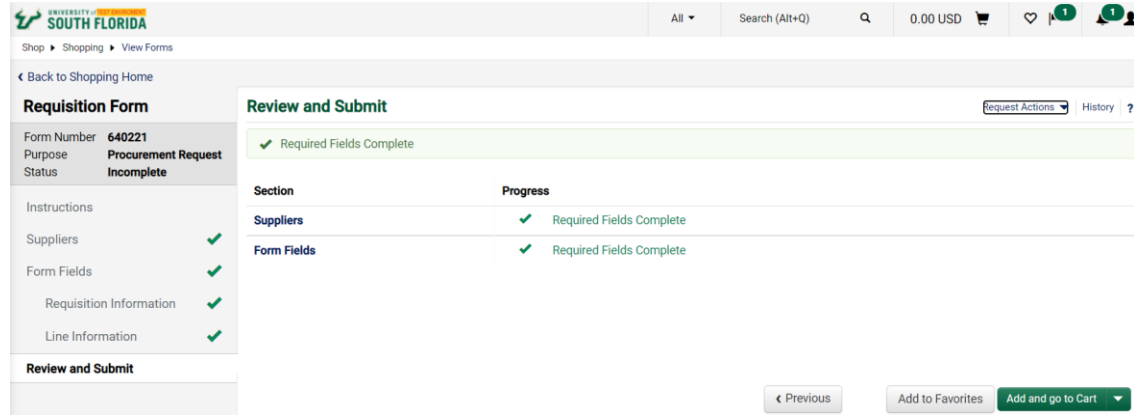 UNIVERSITY of TEST ENVIRONMENT
SOUTH FLORIDA
All
Search (Alt+Q)
0.00 USD
1
1
Shop Shopping View Forms
Back to Shopping Home
Requisition Form
Form Number 640221
Purpose Procurement Request
Status Incomplete
Instructions
Suppliers
Form Fields
Requisition Information
Line Information
Review and Submit
Review and Submit
Request Actions History ?
Required Fields Complete
Section Progress
Suppliers Required Fields Complete
Form Fields Required Fields Complete
Previous Add to Favorites Add and go to Cart